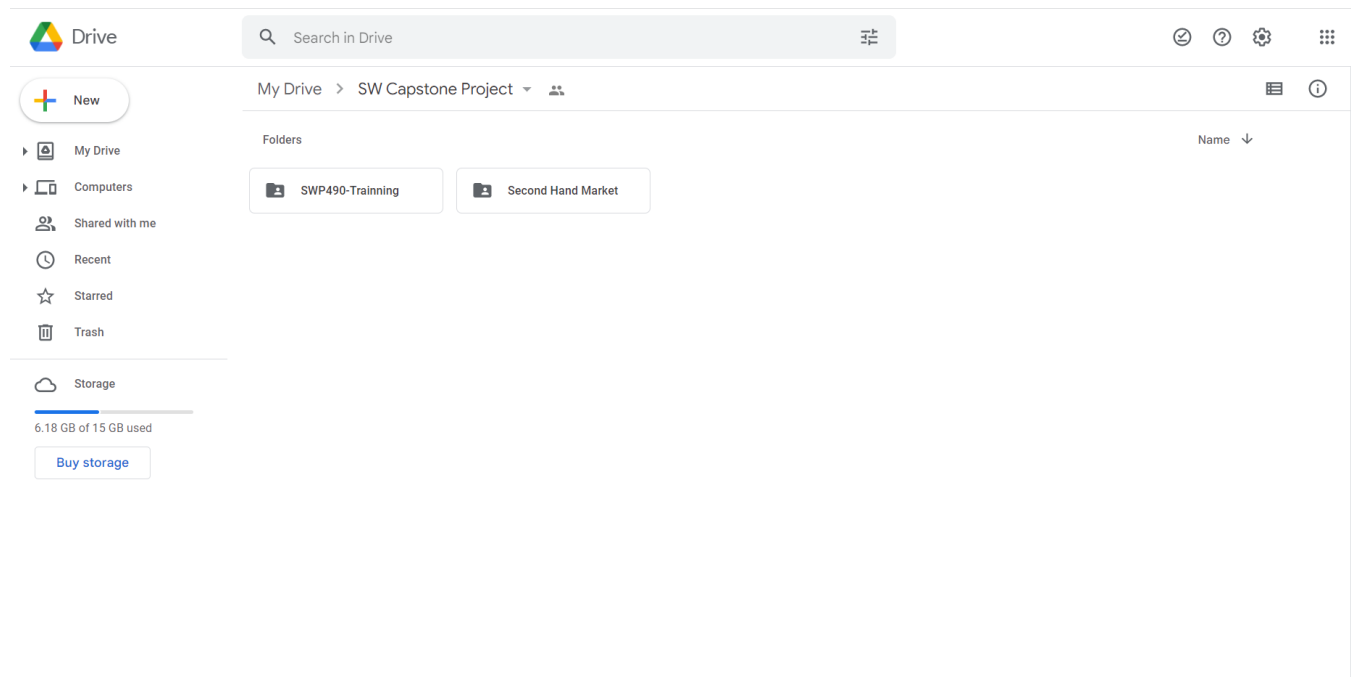 Drive
Search in Drive
New
My Drive
Computers
Shared with me
Recent
Starred
Trash
Storage
6.18 GB of 15 GB used
Buy storage
My Drive
SW Capstone Project
Folders
Name
SWP490-Trainning
Second Hand Market